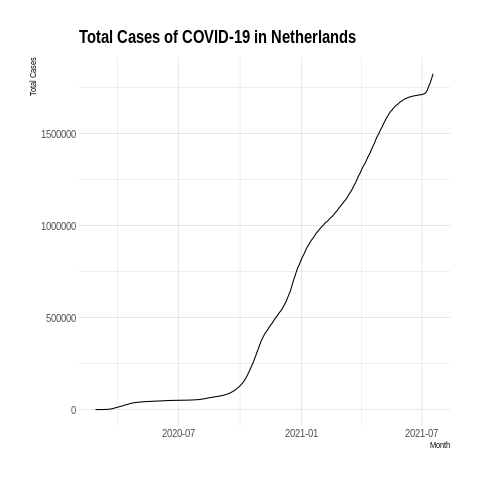 Total Cases of COVID-19 in Netherlands
Total Cases
1500000
1000000
500000
0
2020-07
2021-01
2021-07
Month